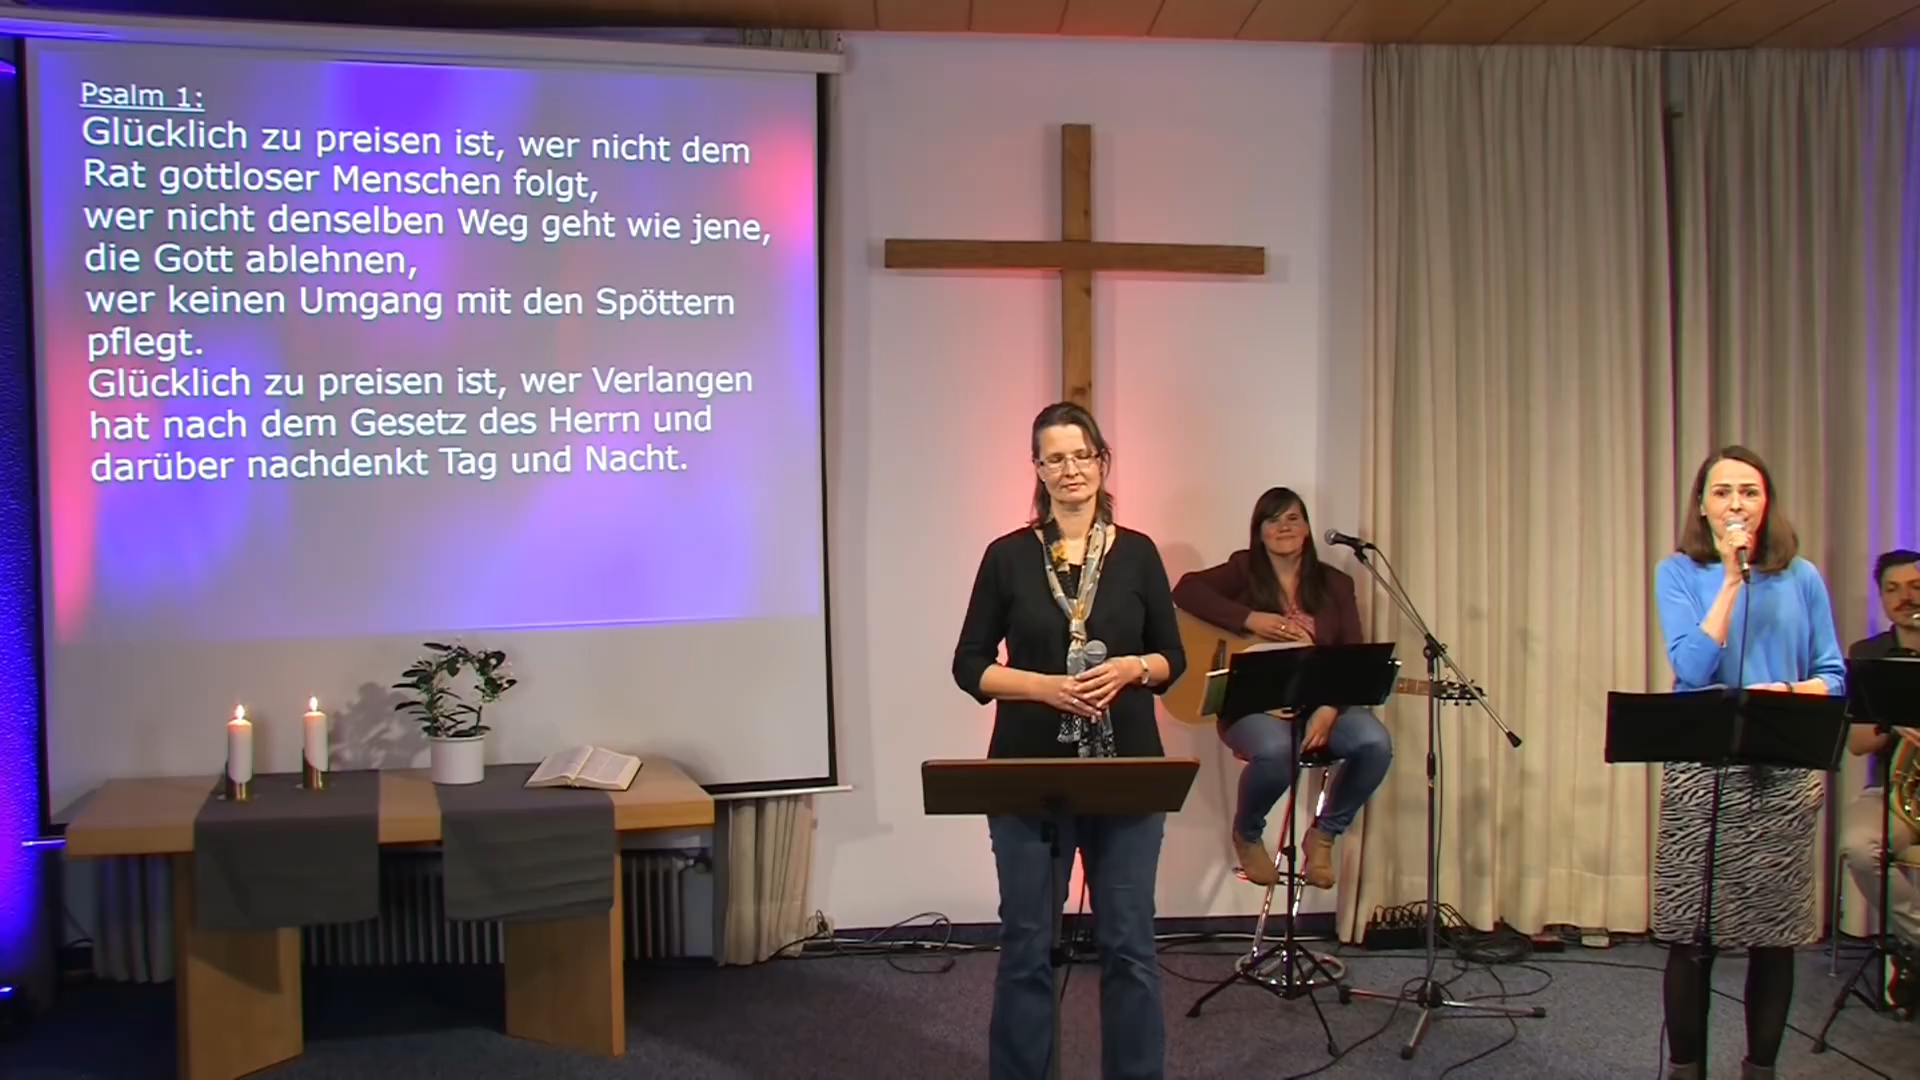 Psalm 1:
Glücklich zu preisen ist, wer nicht dem
Rat gottloser Menschen folgt,
wer nicht denselben Weg geht wie jene,
die Gott ablehnen,
wer keinen Umgang mit den Spöttern
pflegt.
Glücklich zu preisen ist, wer Verlangen
hat nach dem Gesetz des Herrn und
darüber nachdenkt Tag und Nacht.